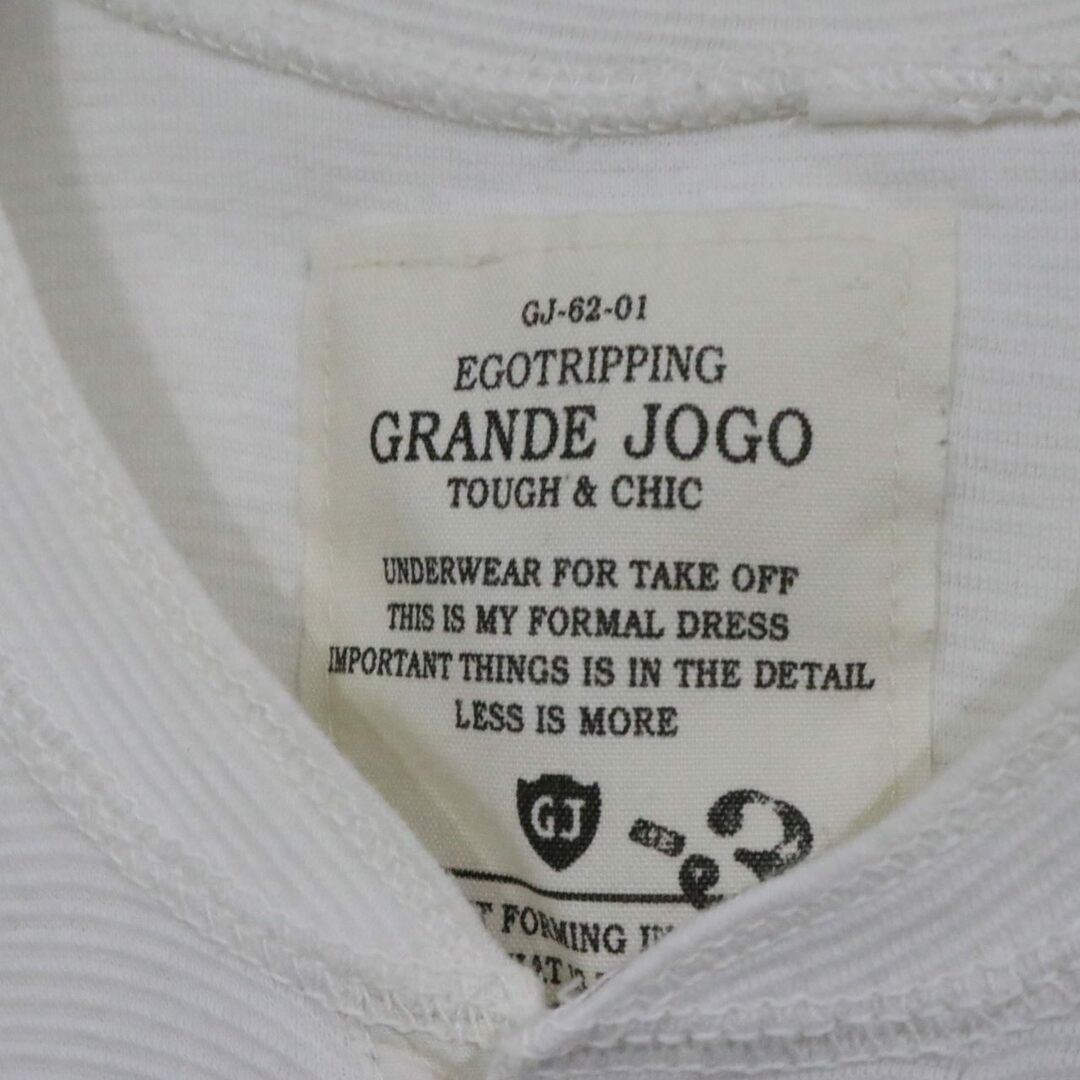 GJ-62-01
EGOTRIPPING
GRANDE JOGO
TOUGH & CHIC
UNDERWEAR FOR TAKE OFF
THIS IS MY FORMAL DRESS
IMPORTANT THINGS IS IN THE DETAIL
LESS IS MORE
GJ
FORMING